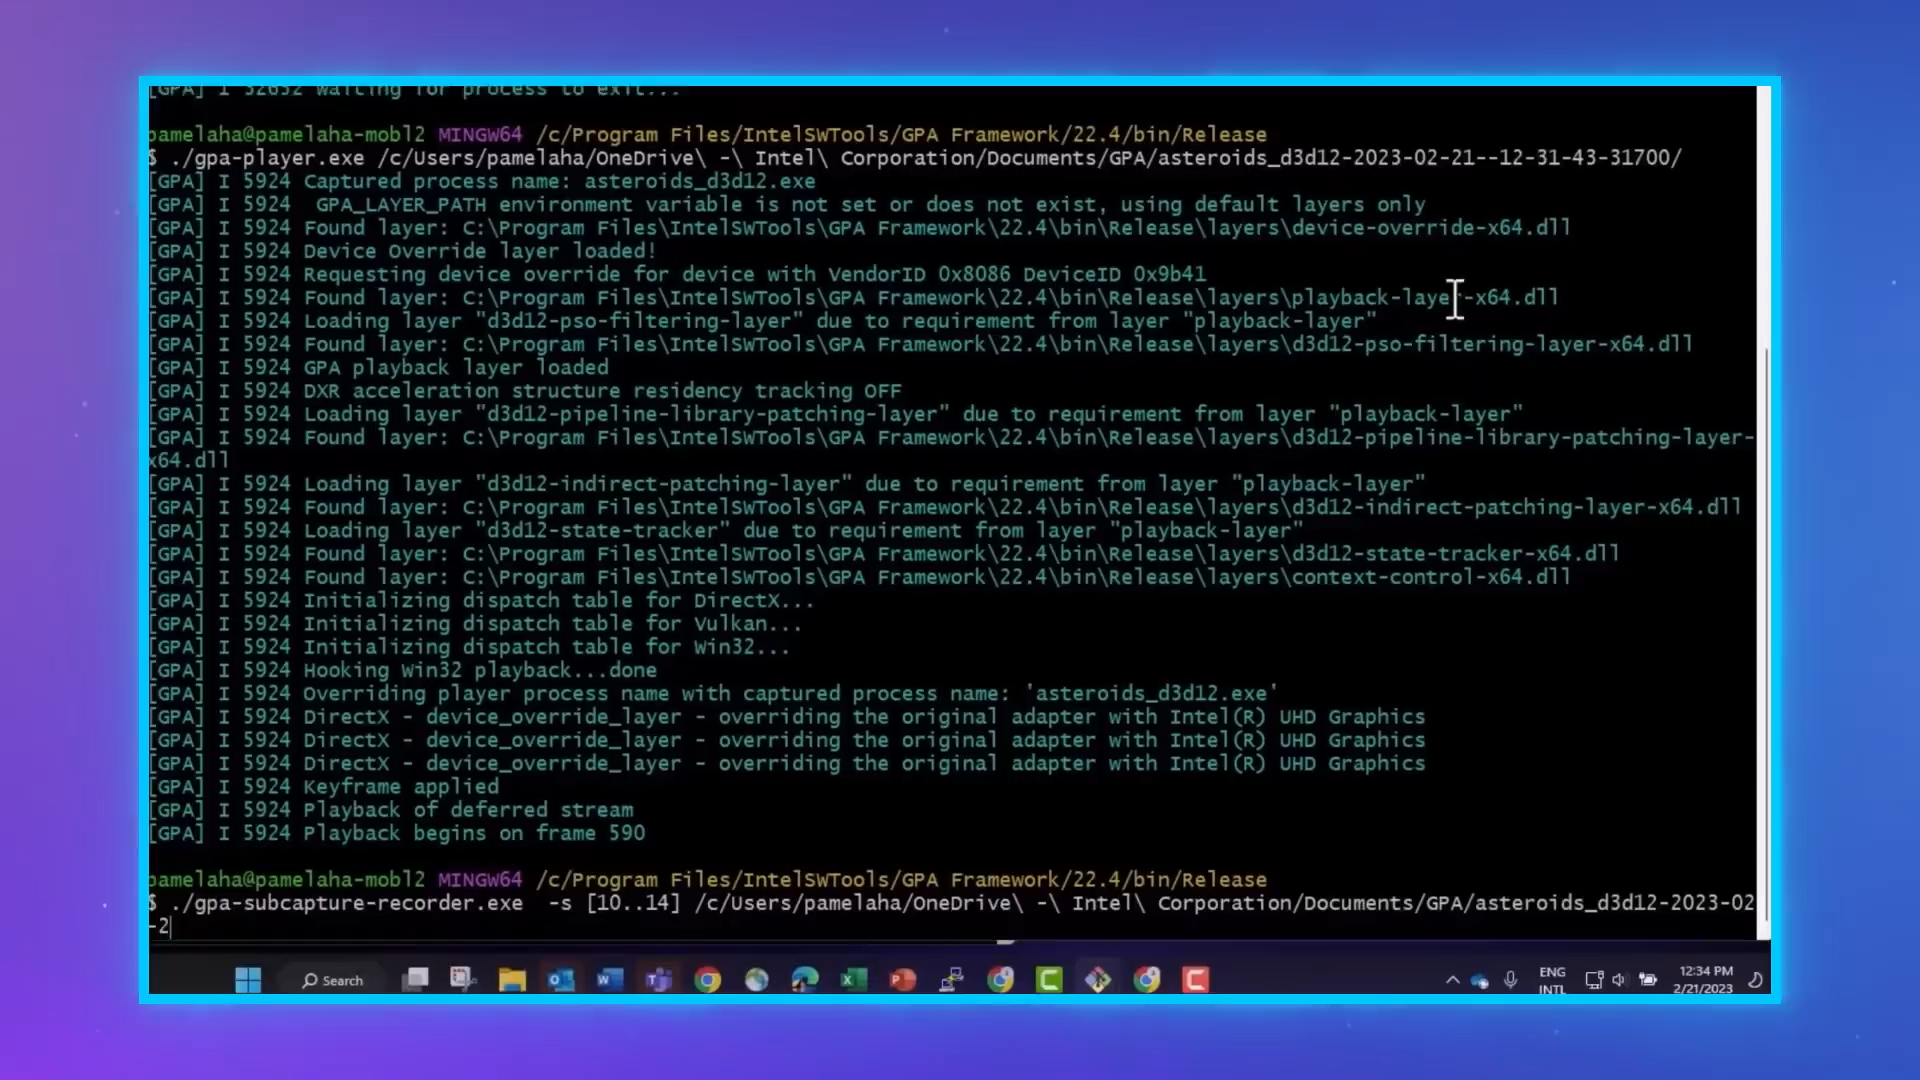 [GPA] I 32652 Waiting for process to exit...
pamelaha@pamelaha-mobl2 MINGW64 /c/Program Files/IntelSWTools/GPA Framework/22.4/bin/Release
$ ./gpa-player.exe /c/Users/pamelaha/OneDrive\ -\ Intel\ Corporation/Documents/GPA/asteroids_d3d12-2023-02-21--12-31-43-31700/
[GPA] I 5924 Captured process name: asteroids_d3d12.exe
[GPA] I 5924  GPA_LAYER_PATH environment variable is not set or does not exist, using default layers only
[GPA] I 5924 Found layer: C:\Program Files\IntelSWTools\GPA Framework\22.4\bin\Release\layers\device-override-x64.dll
[GPA] I 5924 Device Override layer loaded!
[GPA] I 5924 Requesting device override for device with VendorID 0x8086 DeviceID 0x9b41
[GPA] I 5924 Found layer: C:\Program Files\IntelSWTools\GPA Framework\22.4\bin\Release\layers\playback-layer-x64.dll
[GPA] I 5924 Loading layer "d3d12-pso-filtering-layer" due to requirement from layer "playback-layer"
[GPA] I 5924 Found layer: C:\Program Files\IntelSWTools\GPA Framework\22.4\bin\Release\layers\d3d12-pso-filtering-layer-x64.dll
[GPA] I 5924 GPA playback layer loaded
[GPA] I 5924 DXR acceleration structure residency tracking OFF
[GPA] I 5924 Loading layer "d3d12-pipeline-library-patching-layer" due to requirement from layer "playback-layer"
[GPA] I 5924 Found layer: C:\Program Files\IntelSWTools\GPA Framework\22.4\bin\Release\layers\d3d12-pipeline-library-patching-layer-
x64.dll
[GPA] I 5924 Loading layer "d3d12-indirect-patching-layer" due to requirement from layer "playback-layer"
[GPA] I 5924 Found layer: C:\Program Files\IntelSWTools\GPA Framework\22.4\bin\Release\layers\d3d12-indirect-patching-layer-x64.dll
[GPA] I 5924 Loading layer "d3d12-state-tracker" due to requirement from layer "playback-layer"
[GPA] I 5924 Found layer: C:\Program Files\IntelSWTools\GPA Framework\22.4\bin\Release\layers\d3d12-state-tracker-x64.dll
[GPA] I 5924 Found layer: C:\Program Files\IntelSWTools\GPA Framework\22.4\bin\Release\layers\context-control-x64.dll
[GPA] I 5924 Initializing dispatch table for DirectX...
[GPA] I 5924 Initializing dispatch table for Vulkan...
[GPA] I 5924 Initializing dispatch table for Win32...
[GPA] I 5924 Hooking Win32 playback...done
[GPA] I 5924 Overriding player process name with captured process name: 'asteroids_d3d12.exe'
[GPA] I 5924 DirectX - device_override_layer - overriding the original adapter with Intel(R) UHD Graphics
[GPA] I 5924 DirectX - device_override_layer - overriding the original adapter with Intel(R) UHD Graphics
[GPA] I 5924 DirectX - device_override_layer - overriding the original adapter with Intel(R) UHD Graphics
[GPA] I 5924 Keyframe applied
[GPA] I 5924 Playback of deferred stream
[GPA] I 5924 Playback begins on frame 590
pamelaha@pamelaha-mobl2 MINGW64 /c/Program Files/IntelSWTools/GPA Framework/22.4/bin/Release
$ ./gpa-subcapture-recorder.exe  -s [10..14] /c/Users/pamelaha/OneDrive\ -\ Intel\ Corporation/Documents/GPA/asteroids_d3d12-2023-02
-2
Search
ENG
INTL
12:34 PM
2/21/2023